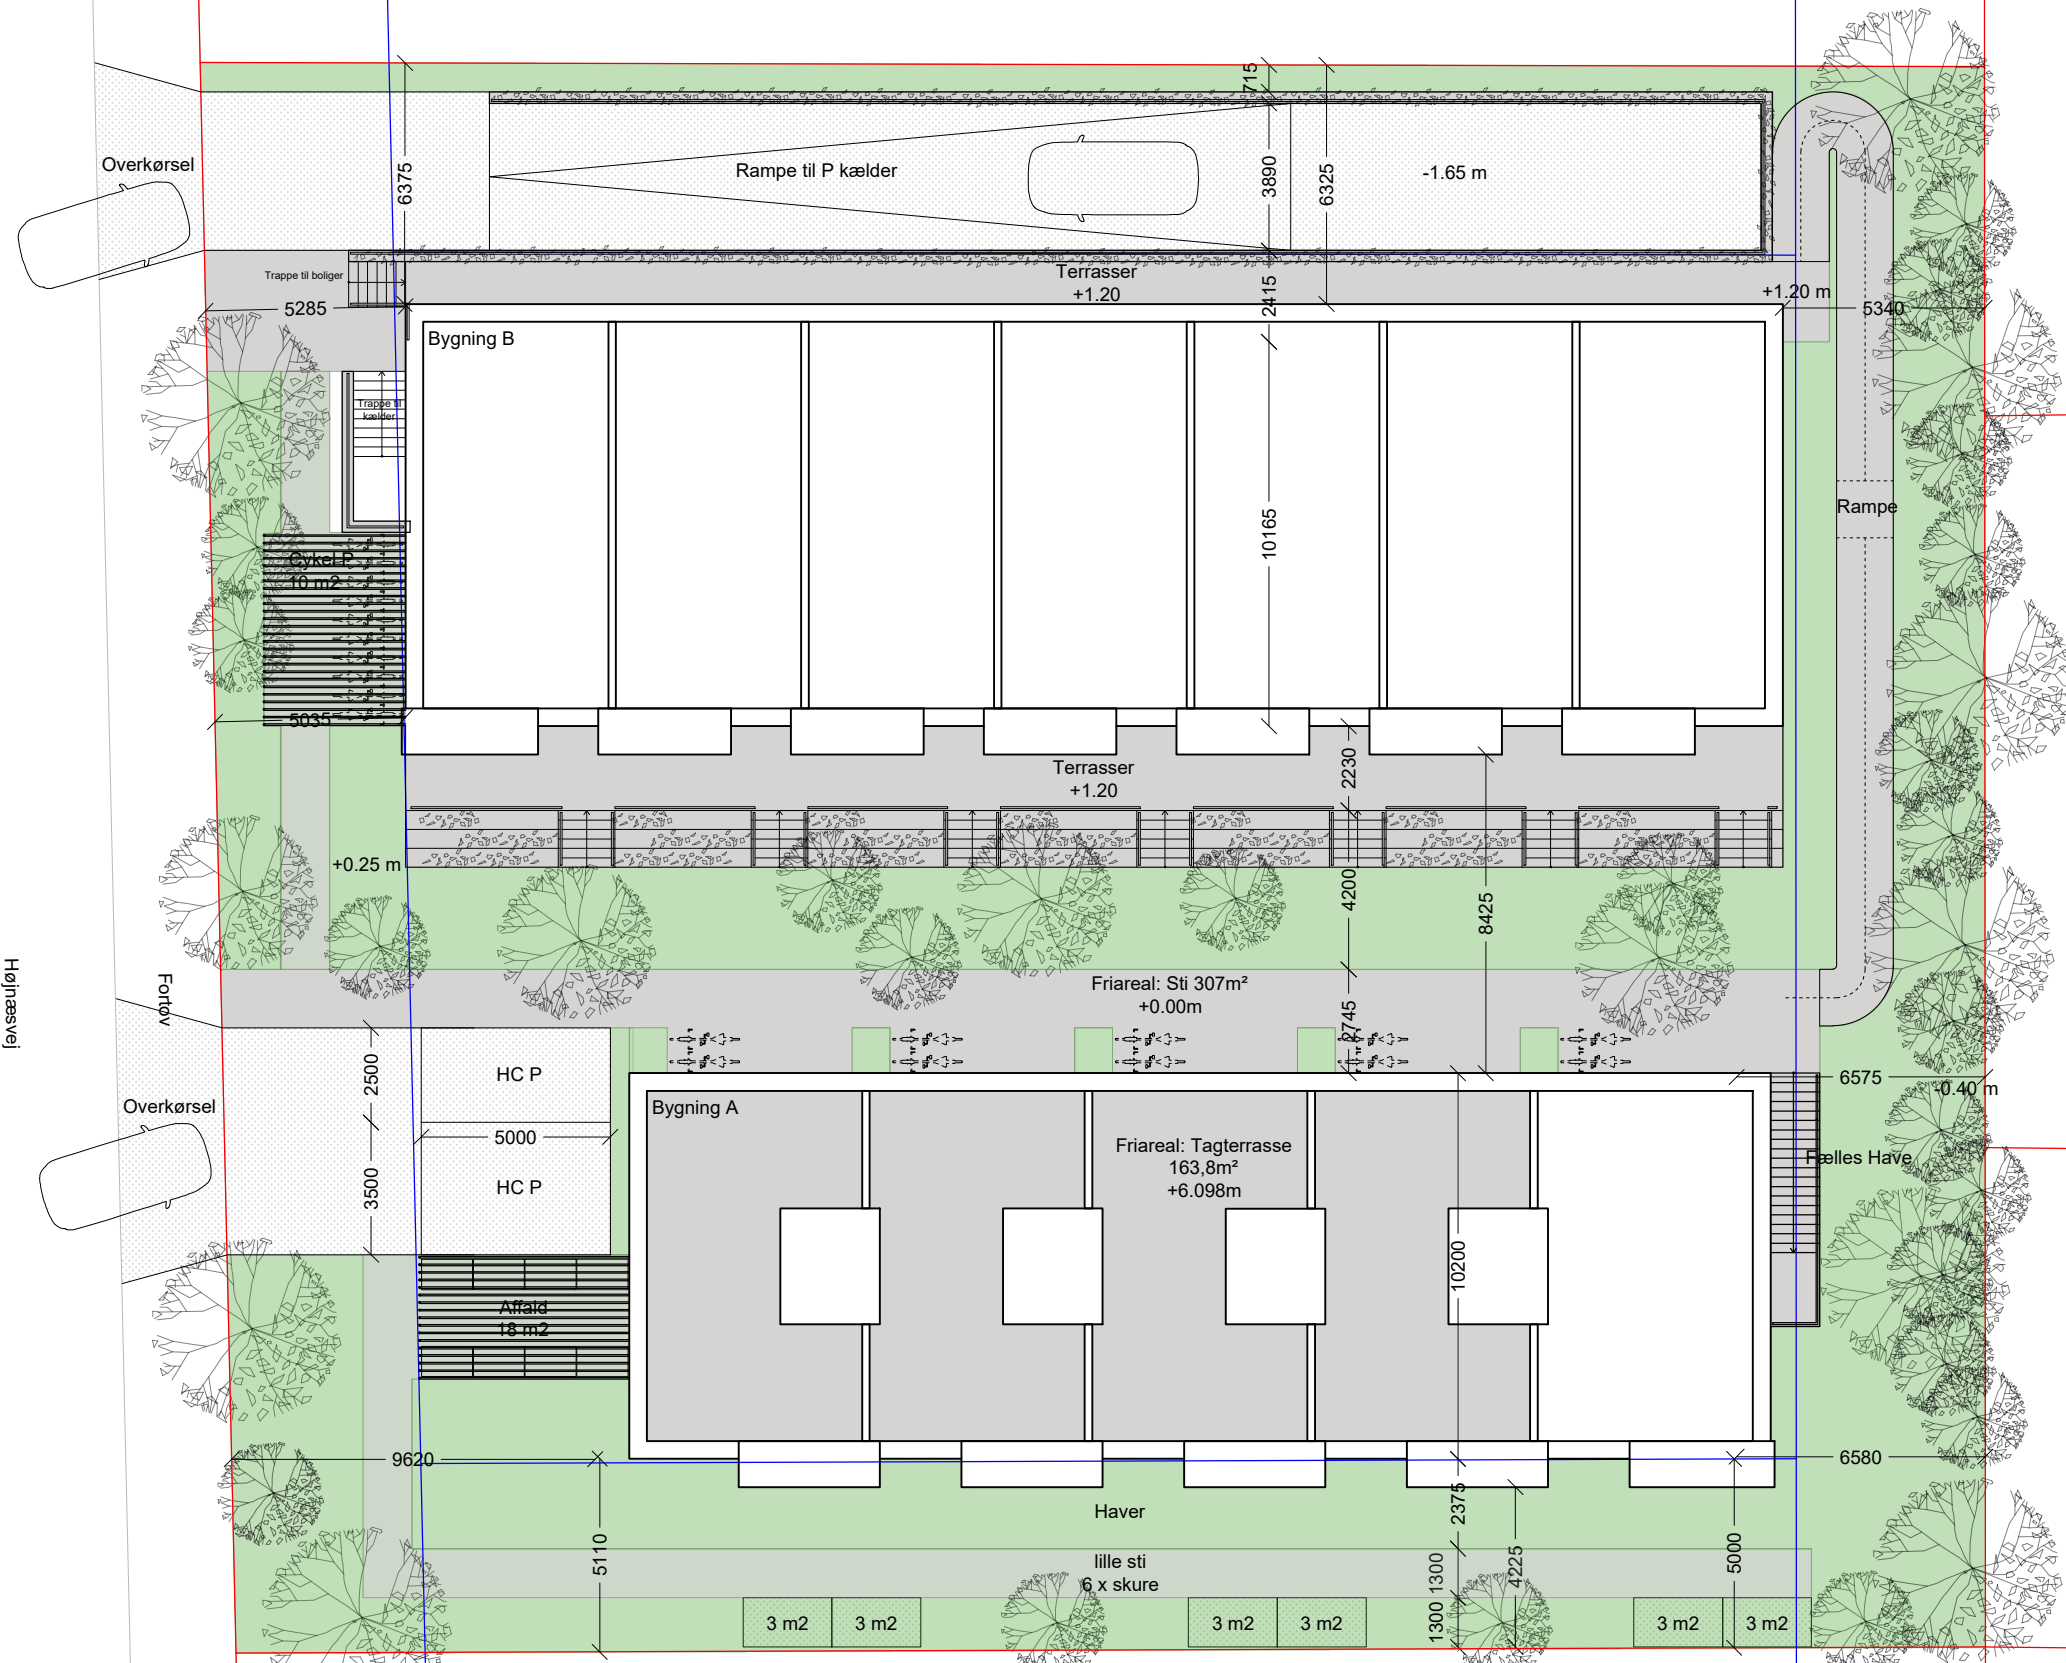 715
Overkørsel
6375
Rampe til P kælder
3890
6325
-1.65 m
Trappe til boliger
Terrasser
+1.20
2415
+1.20 m
5285
5340
Bygning B
Trappe til
kælder
Rampe
10165
Cykel P
10 m2
5035
Terrasser
+1.20
2230
+0.25 m
4200
8425
Højnæsvej
Fortov
Friareal: Sti 307m²
+0.00m
2745
2500
HC P
6575
-0.40 m
Overkørsel
Bygning A
5000
Friareal: Tagterrasse
163,8m²
+6.098m
Fælles Have
3500
HC P
10200
Affald
18 m2
9620
6580
2375
Haver
5110
4225
5000
1300
lille sti
6 x skure
1300
3 m2
3 m2
3 m2
3 m2
3 m2
3 m2